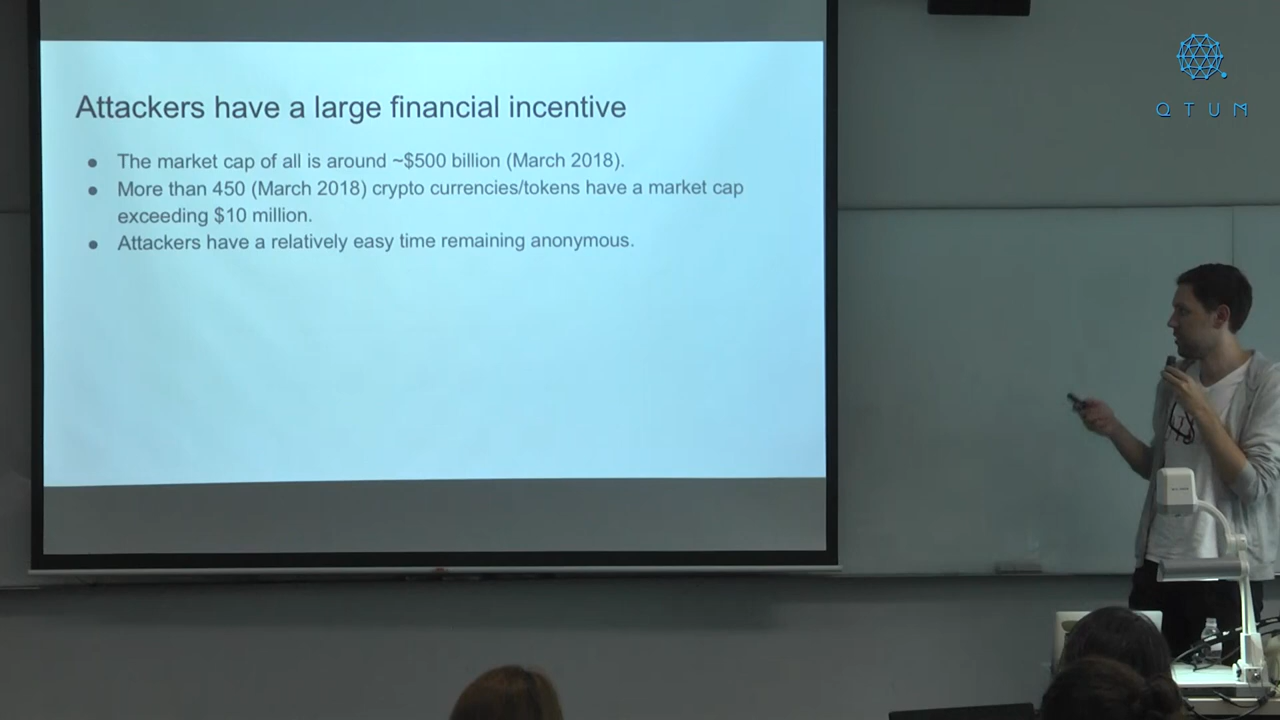 Attackers have a large financial incentive
● The market cap of all is around ~$500 billion (March 2018).
● More than 450 (March 2018) crypto currencies/tokens have a market cap
exceeding $10 million.
● Attackers have a relatively easy time remaining anonymous.
QTUM